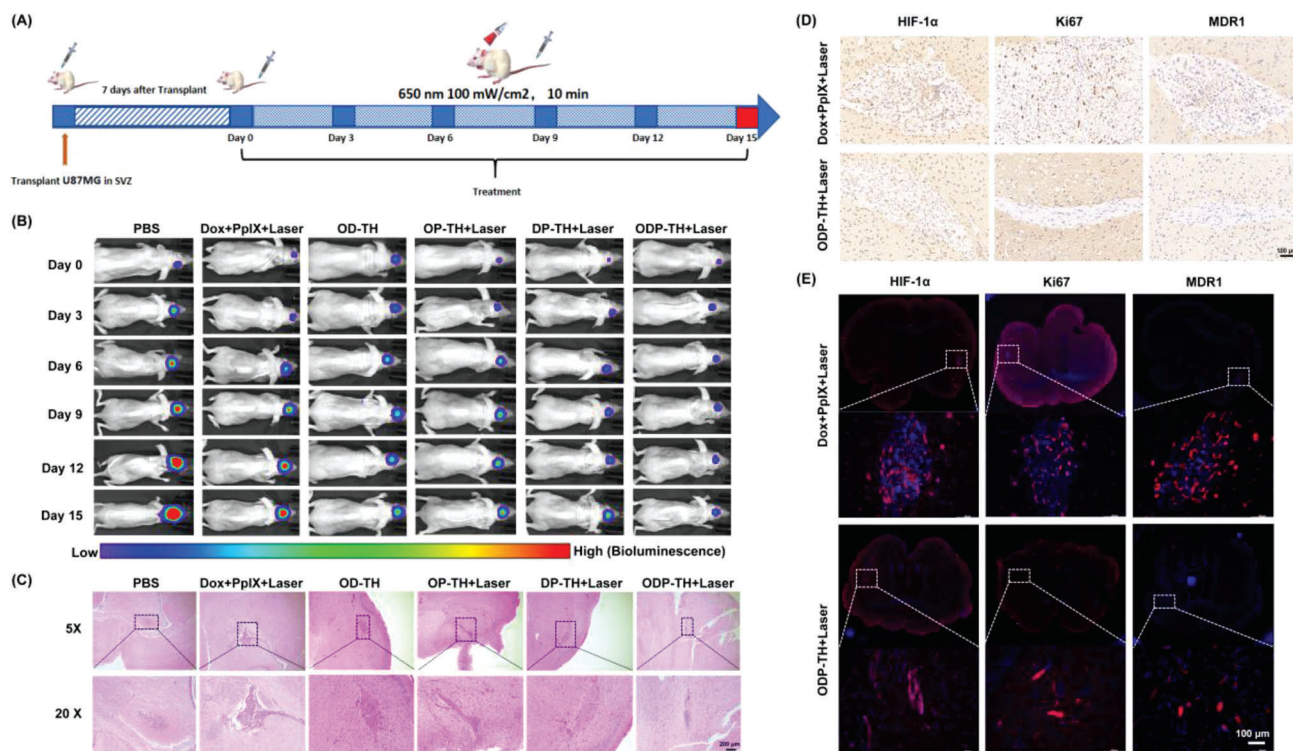 (A)
7 days after Transplant
650 nm 100 mW/cm2, 10 min
Day 0
Day 3
Day 6
Day 9
Day 12
Day 15
Transplant U87MG in SVZ
Treatment
(B)
PBS
Dox+PpIX+Laser
OD-TH
OP-TH+Laser
DP-TH+Laser
ODP-TH+Laser
Day 0
Day 3
Day 6
Day 9
Day 12
Day 15
Low
High (Bioluminescence)
(C)
PBS
Dox+PpIX+Laser
OD-TH
OP-TH+Laser
DP-TH+Laser
ODP-TH+Laser
5X
20 X
200 μm
(D)
HIF-1α
Ki67
MDR1
Dox+PpIX+Laser
ODP-TH+Laser
100 μm
(E)
HIF-1α
Ki67
MDR1
Dox+PpIX+Laser
ODP-TH+Laser
100 μm